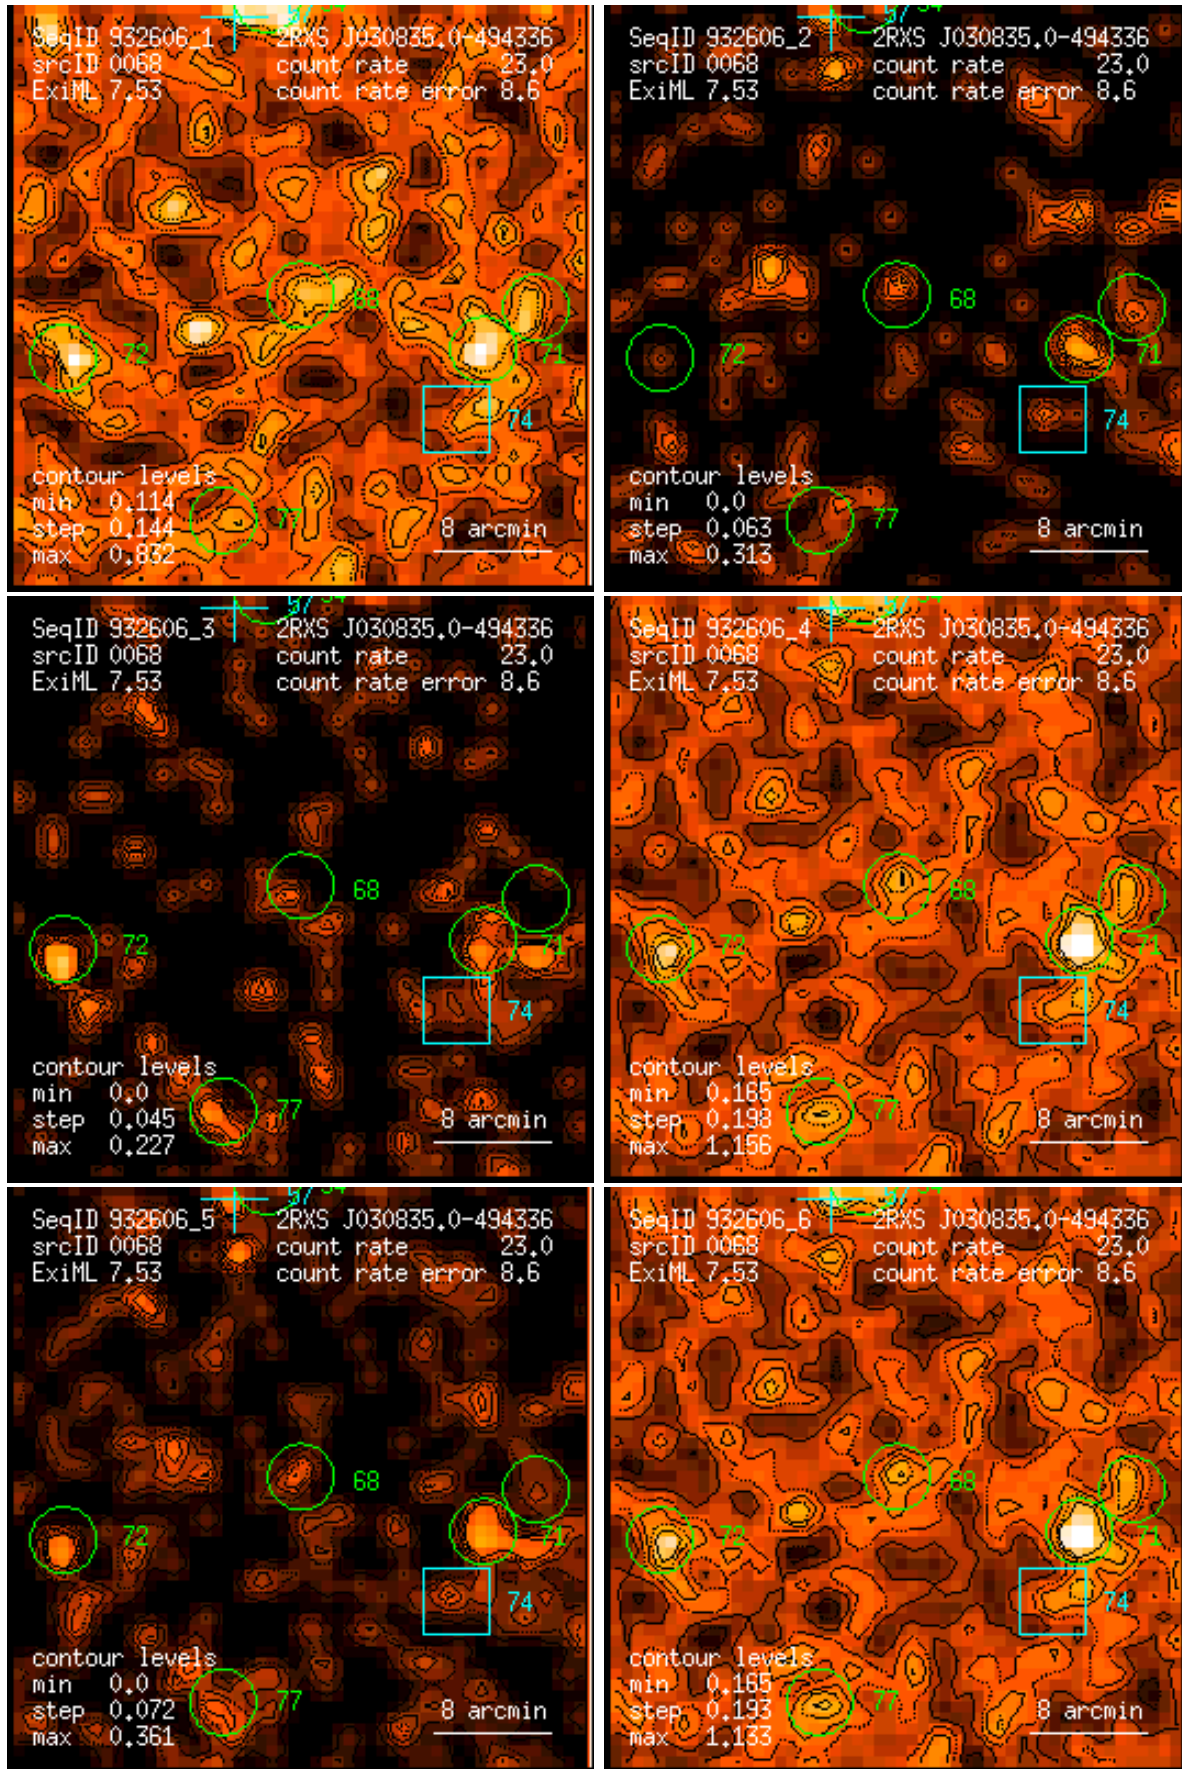 SeqID 932606_1 2RXS J030835.0-494336
srcID 0068 count rate 23.0
ExiML 7.53 count rate error 8.6
68
72
71
74
contour levels
min 0.114
77
step 0.144 8 arcmin
max 0.832
SeqID 932606_2 2RXS J030835.0-494336
srcID 0068 count rate 23.0
ExiML 7.53 count rate error 8.6
68
72
71
74
contour levels
min 0.0
77
step 0.063 8 arcmin
max 0.313
SeqID 932606_3 2RXS J030835.0-494336
srcID 0068 count rate 23.0
ExiML 7.53 count rate error 8.6
68
72
71
74
contour levels
min 0.0
77
step 0.045 8 arcmin
max 0.227
SeqID 932606_4 2RXS J030835.0-494336
srcID 0068 count rate 23.0
ExiML 7.53 count rate error 8.6
68
72
71
74
contour levels
min 0.165
77
step 0.198 8 arcmin
max 1.156
SeqID 932606_5 2RXS J030835.0-494336
srcID 0068 count rate 23.0
ExiML 7.53 count rate error 8.6
68
72
71
74
contour levels
min 0.0
77
step 0.072 8 arcmin
max 0.361
SeqID 932606_6 2RXS J030835.0-494336
srcID 0068 count rate 23.0
ExiML 7.53 count rate error 8.6
68
72
71
74
contour levels
min 0.165
77
step 0.193 8 arcmin
max 1.133